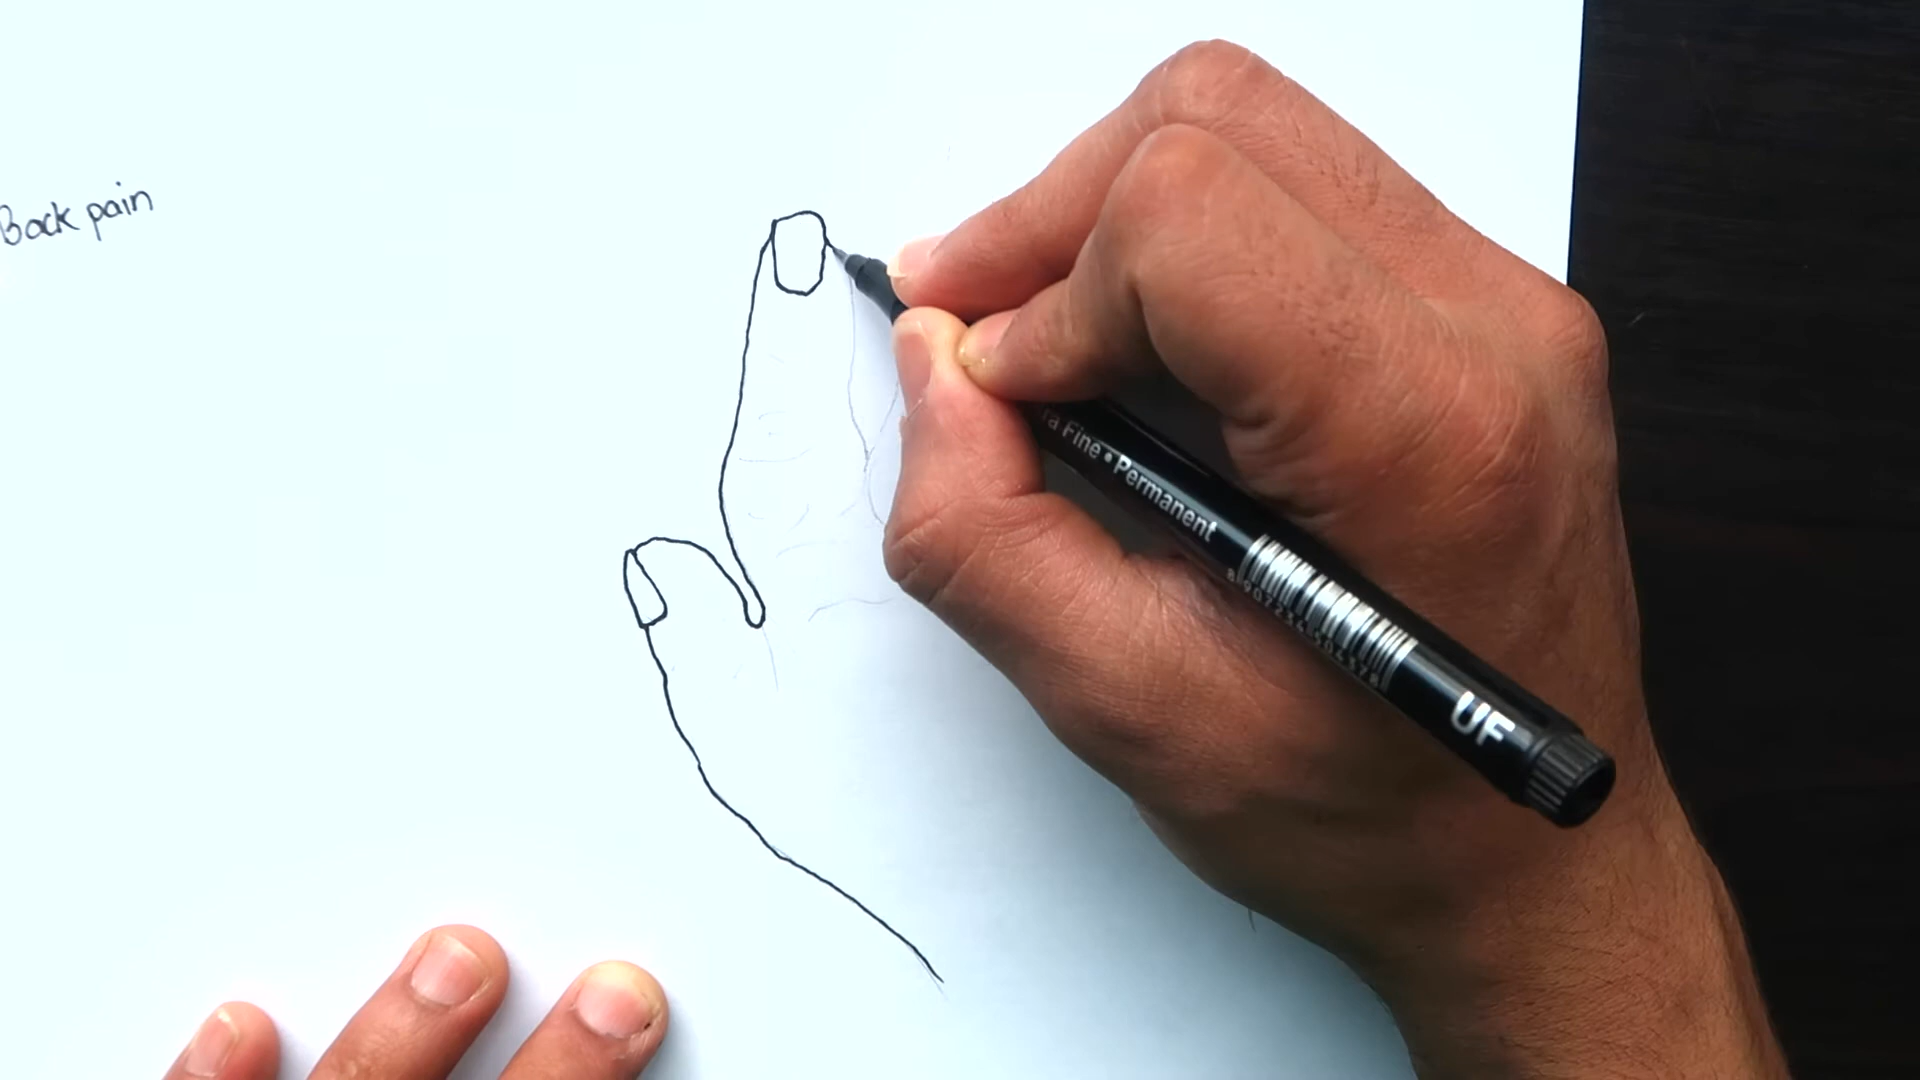 Back pain
ra Fine • Permanent
UF